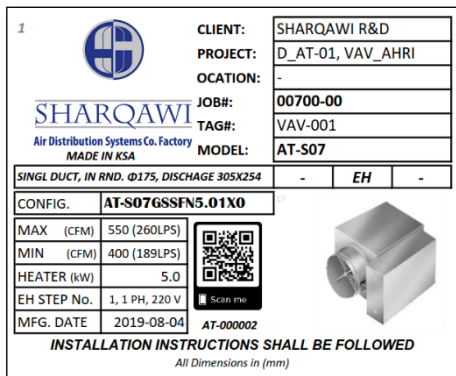 1
CLIENT: SHARQAWI R&D
PROJECT: D_AT-01, VAV_AHRI
OCATION: -
JOB#: 00700-00
TAG#: VAV-001
MODEL: AT-S07
SHARQAWI
Air Distribution Systems Co. Factory
MADE IN KSA
SINGL DUCT, IN RND. Φ175, DISCHAGE 305X254 - EH -
CONFIG. AT-S07GSSFN5.01X0
MAX (CFM) 550 (260LPS)
MIN (CFM) 400 (189LPS)
HEATER (kW) 5.0
EH STEP No. 1, 1 PH, 220 V
MFG. DATE 2019-08-04
Scan me
AT-000002
INSTALLATION INSTRUCTIONS SHALL BE FOLLOWED
All Dimensions in (mm)